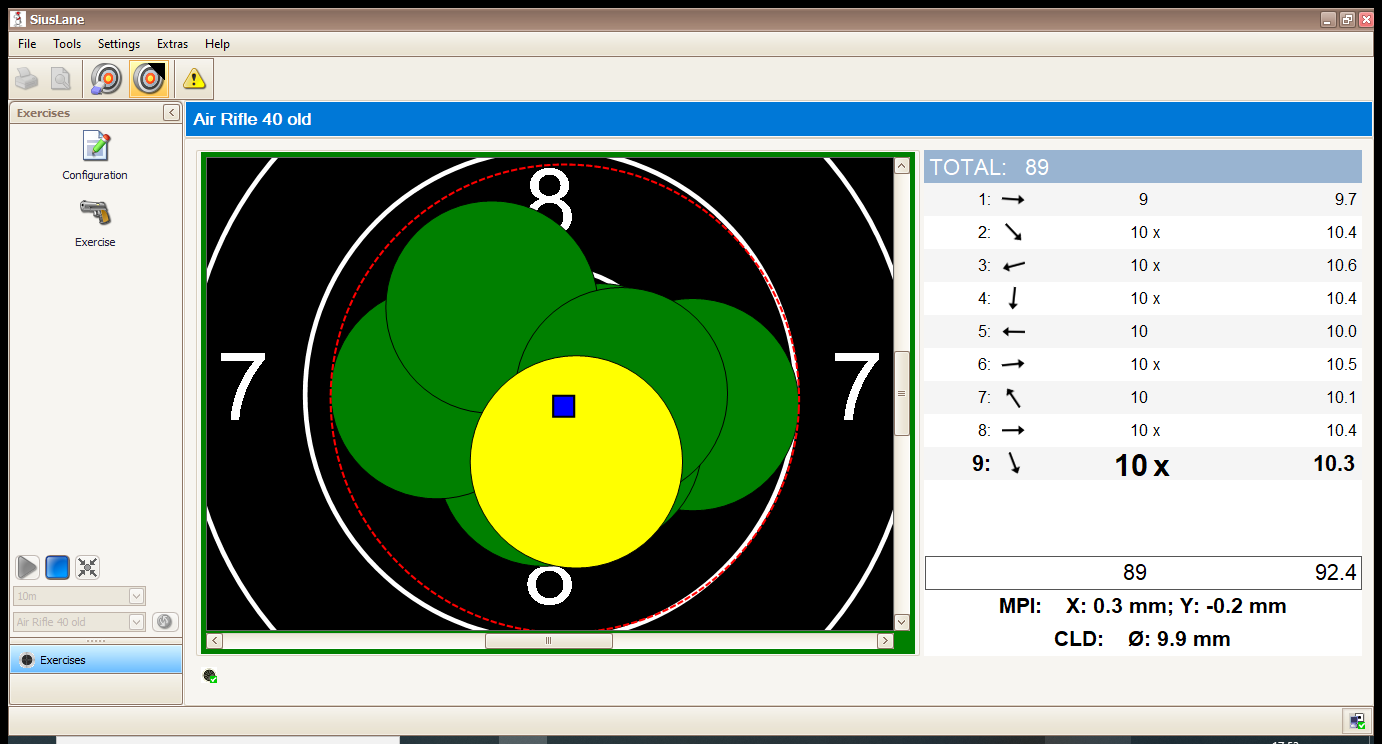 SiusLane
File Tools Settings Extras Help
Exercises
Configuration
Exercise
10m
Air Rifle 40 old
Exercises
Air Rifle 40 old
8
7 7
TOTAL: 89
1: 9 9.7
2: 10 x 10.4
3: 10 x 10.6
4: 10 x 10.4
5: 10 10.0
6: 10 x 10.5
7: 10 10.1
8: 10 x 10.4
9: 10 x 10.3
89 92.4
MPI: X: 0.3 mm; Y: -0.2 mm
CLD: Ø: 9.9 mm